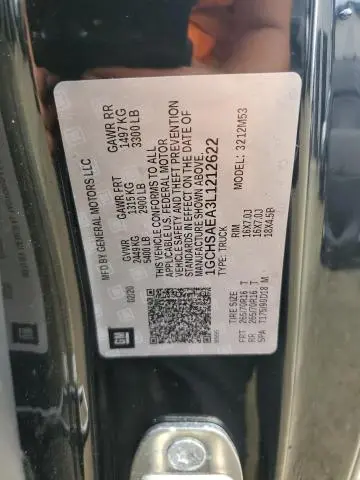 MFD BY GENERAL MOTORS LLC
02/20 GVWR GAWR FRT GAWR RR
2449 KG 1315 KG 1497 KG
5400 LB 2900 LB 3300 LB
THIS VEHICLE CONFORMS TO ALL
APPLICABLE U.S. FEDERAL MOTOR
VEHICLE SAFETY AND THEFT PREVENTION
STANDARDS IN EFFECT ON THE DATE OF
MANUFACTURE SHOWN ABOVE.
1GCHSAEA3L1212622
TYPE: TRUCK MODEL: 3212M53
GM
TIRE SIZE RIM
FRT 265/70R16 T 16X7.0J
RR 265/70R16 T 16X7.0J
SPA T175/90D18 M 18X4.5B